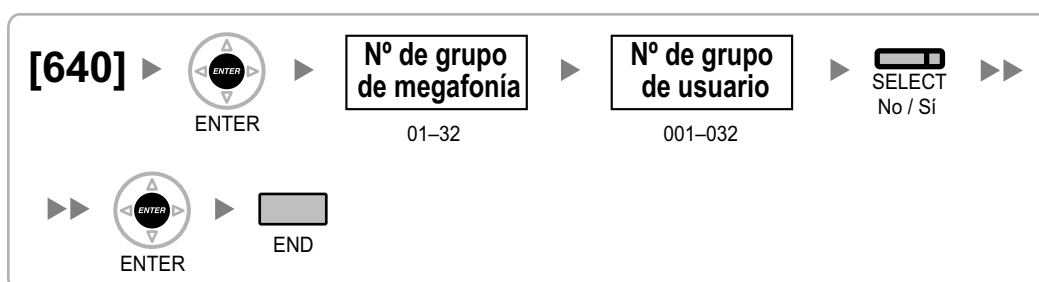 [640]
ENTER
ENTER
Nº de grupo
de megafonía
01–32
Nº de grupo
de usuario
001–032
SELECT
No / Sí
ENTER
ENTER
END